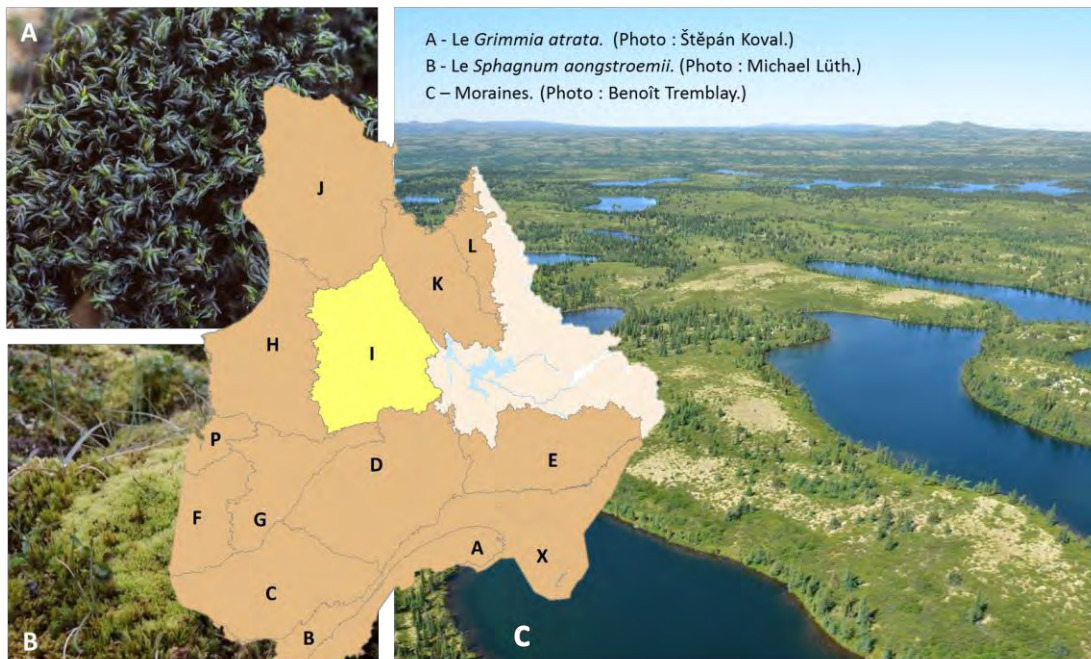 A
A - Le Grimmia atrata. (Photo : Štěpán Koval.)
B - Le Sphagnum aongstroemii. (Photo : Michael Lüth.)
C – Moraines. (Photo : Benoît Tremblay.)
J
L
K
H
I
P
D
E
F
G
A
X
C
B
B
C